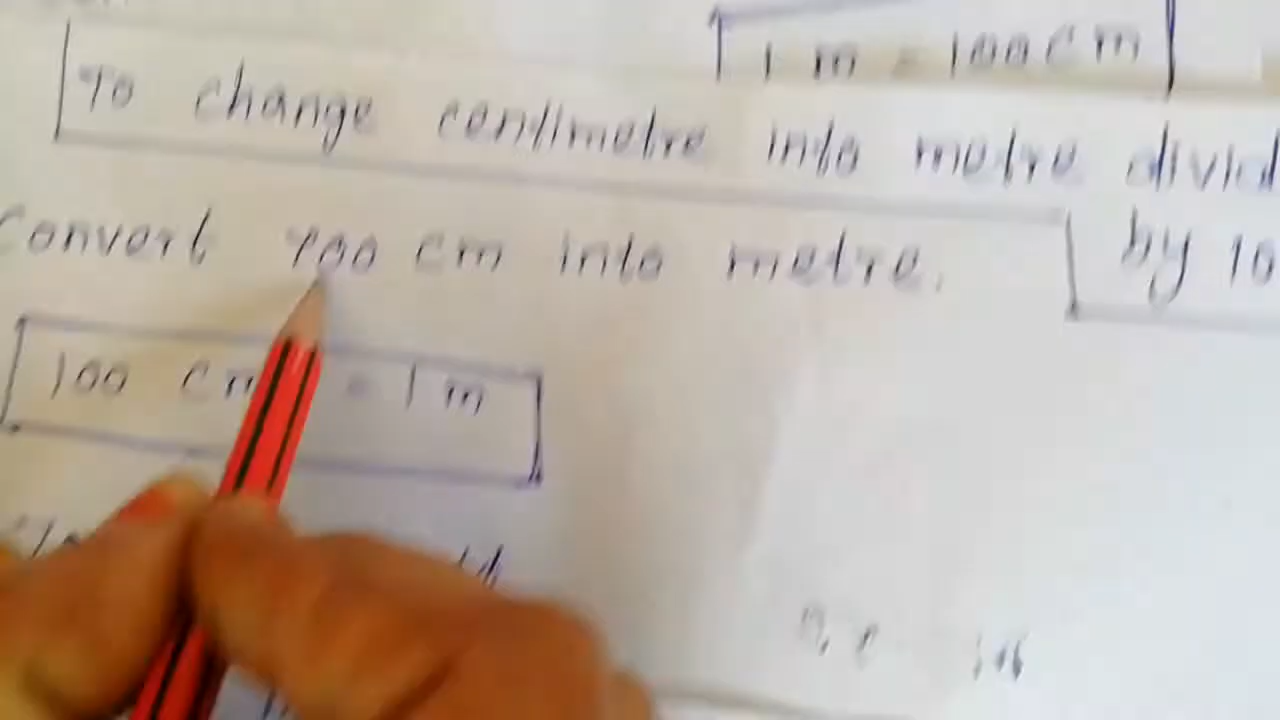 1 m = 100 cm
To change centimetre into metre divid
by 10
Convert 700 cm into metre.
100 cm = 1 m